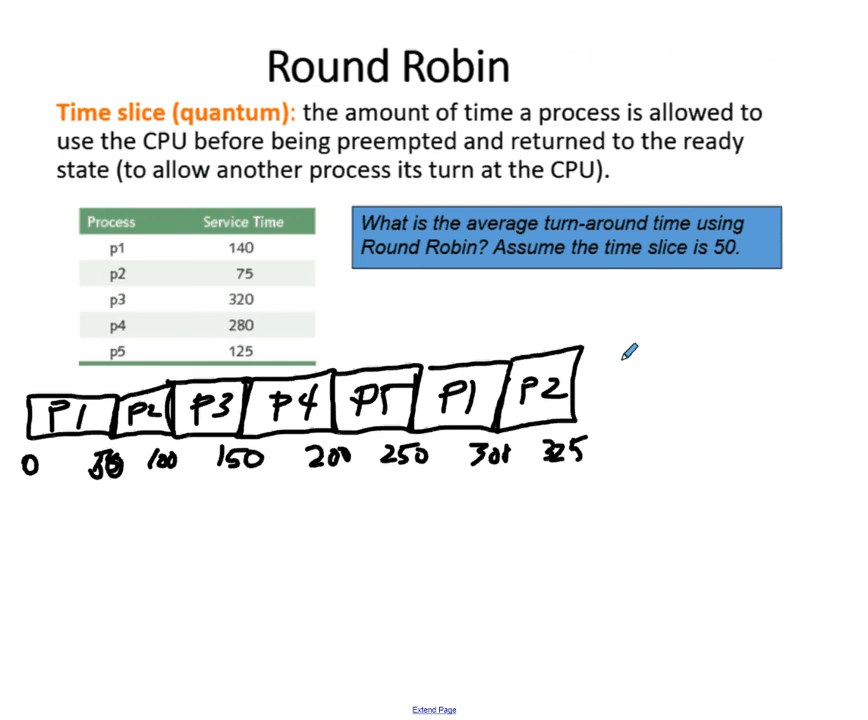 Round Robin
Time slice (quantum): the amount of time a process is allowed to
use the CPU before being preempted and returned to the ready
state (to allow another process its turn at the CPU).
Process Service Time
p1 140
p2 75
p3 320
p4 280
p5 125
What is the average turn-around time using
Round Robin? Assume the time slice is 50.
P1 P2 P3 P4 P5 P1 P2
0 50 100 150 200 250 300 325
Extend Page